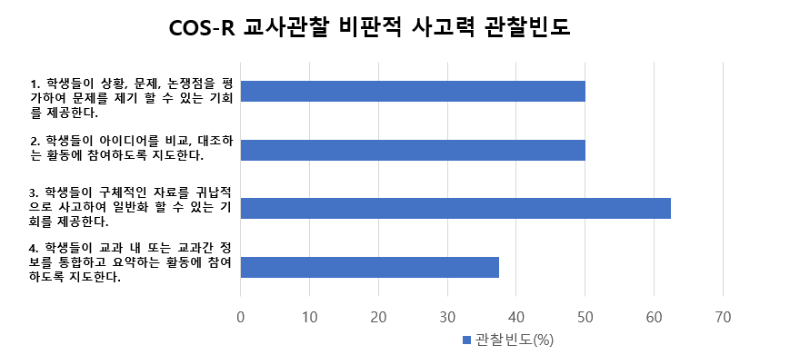 COS-R 교사관찰 비판적 사고력 관찰빈도
1. 학생들이 상황, 문제, 논쟁점을 평
가하여 문제를 제기 할 수 있는 기회
를 제공한다.
2. 학생들이 아이디어를 비교, 대조하
는 활동에 참여하도록 지도한다.
3. 학생들이 구체적인 자료를 귀납적
으로 사고하여 일반화 할 수 있는 기
회를 제공한다.
4. 학생들이 교과 내 또는 교과간 정
보를 통합하고 요약하는 활동에 참여
하도록 지도한다.
0 10 20 30 40 50 60 70
관찰빈도(%)